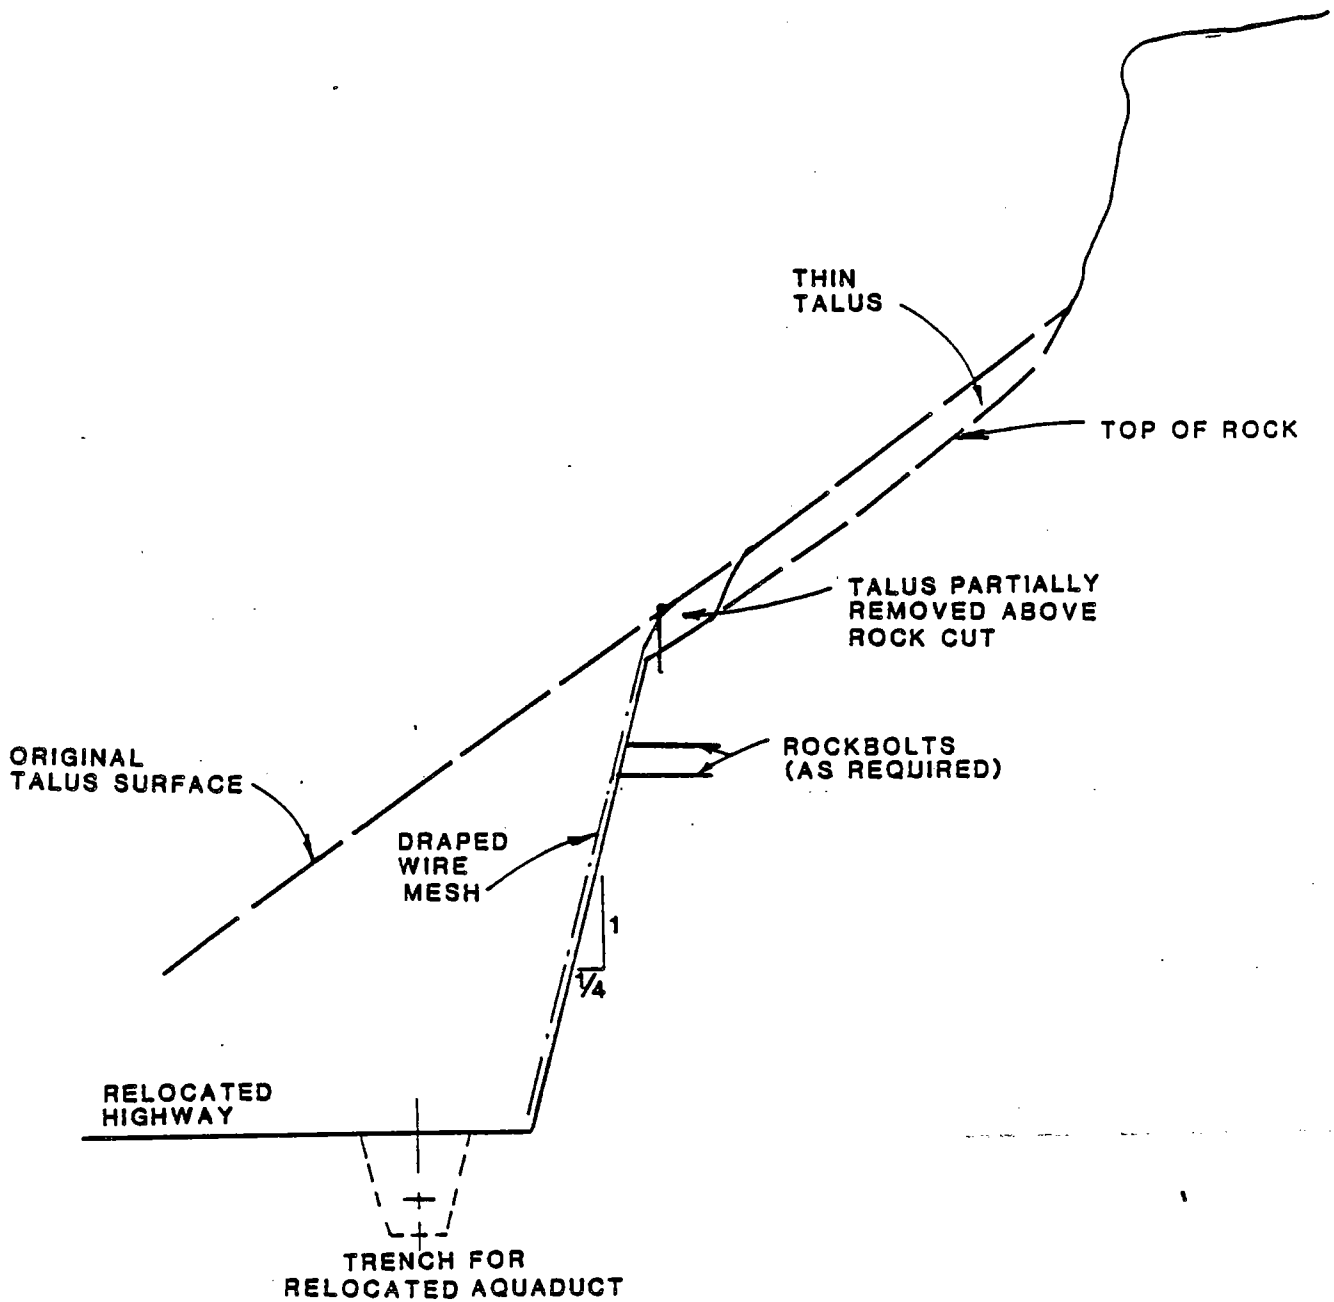 THIN
TALUS
TOP OF ROCK
TALUS PARTIALLY
REMOVED ABOVE
ROCK CUT
ROCKBOLTS
(AS REQUIRED)
ORIGINAL
TALUS SURFACE
DRAPED
WIRE
MESH
1
1/4
RELOCATED
HIGHWAY
TRENCH FOR
RELOCATED AQUADUCT